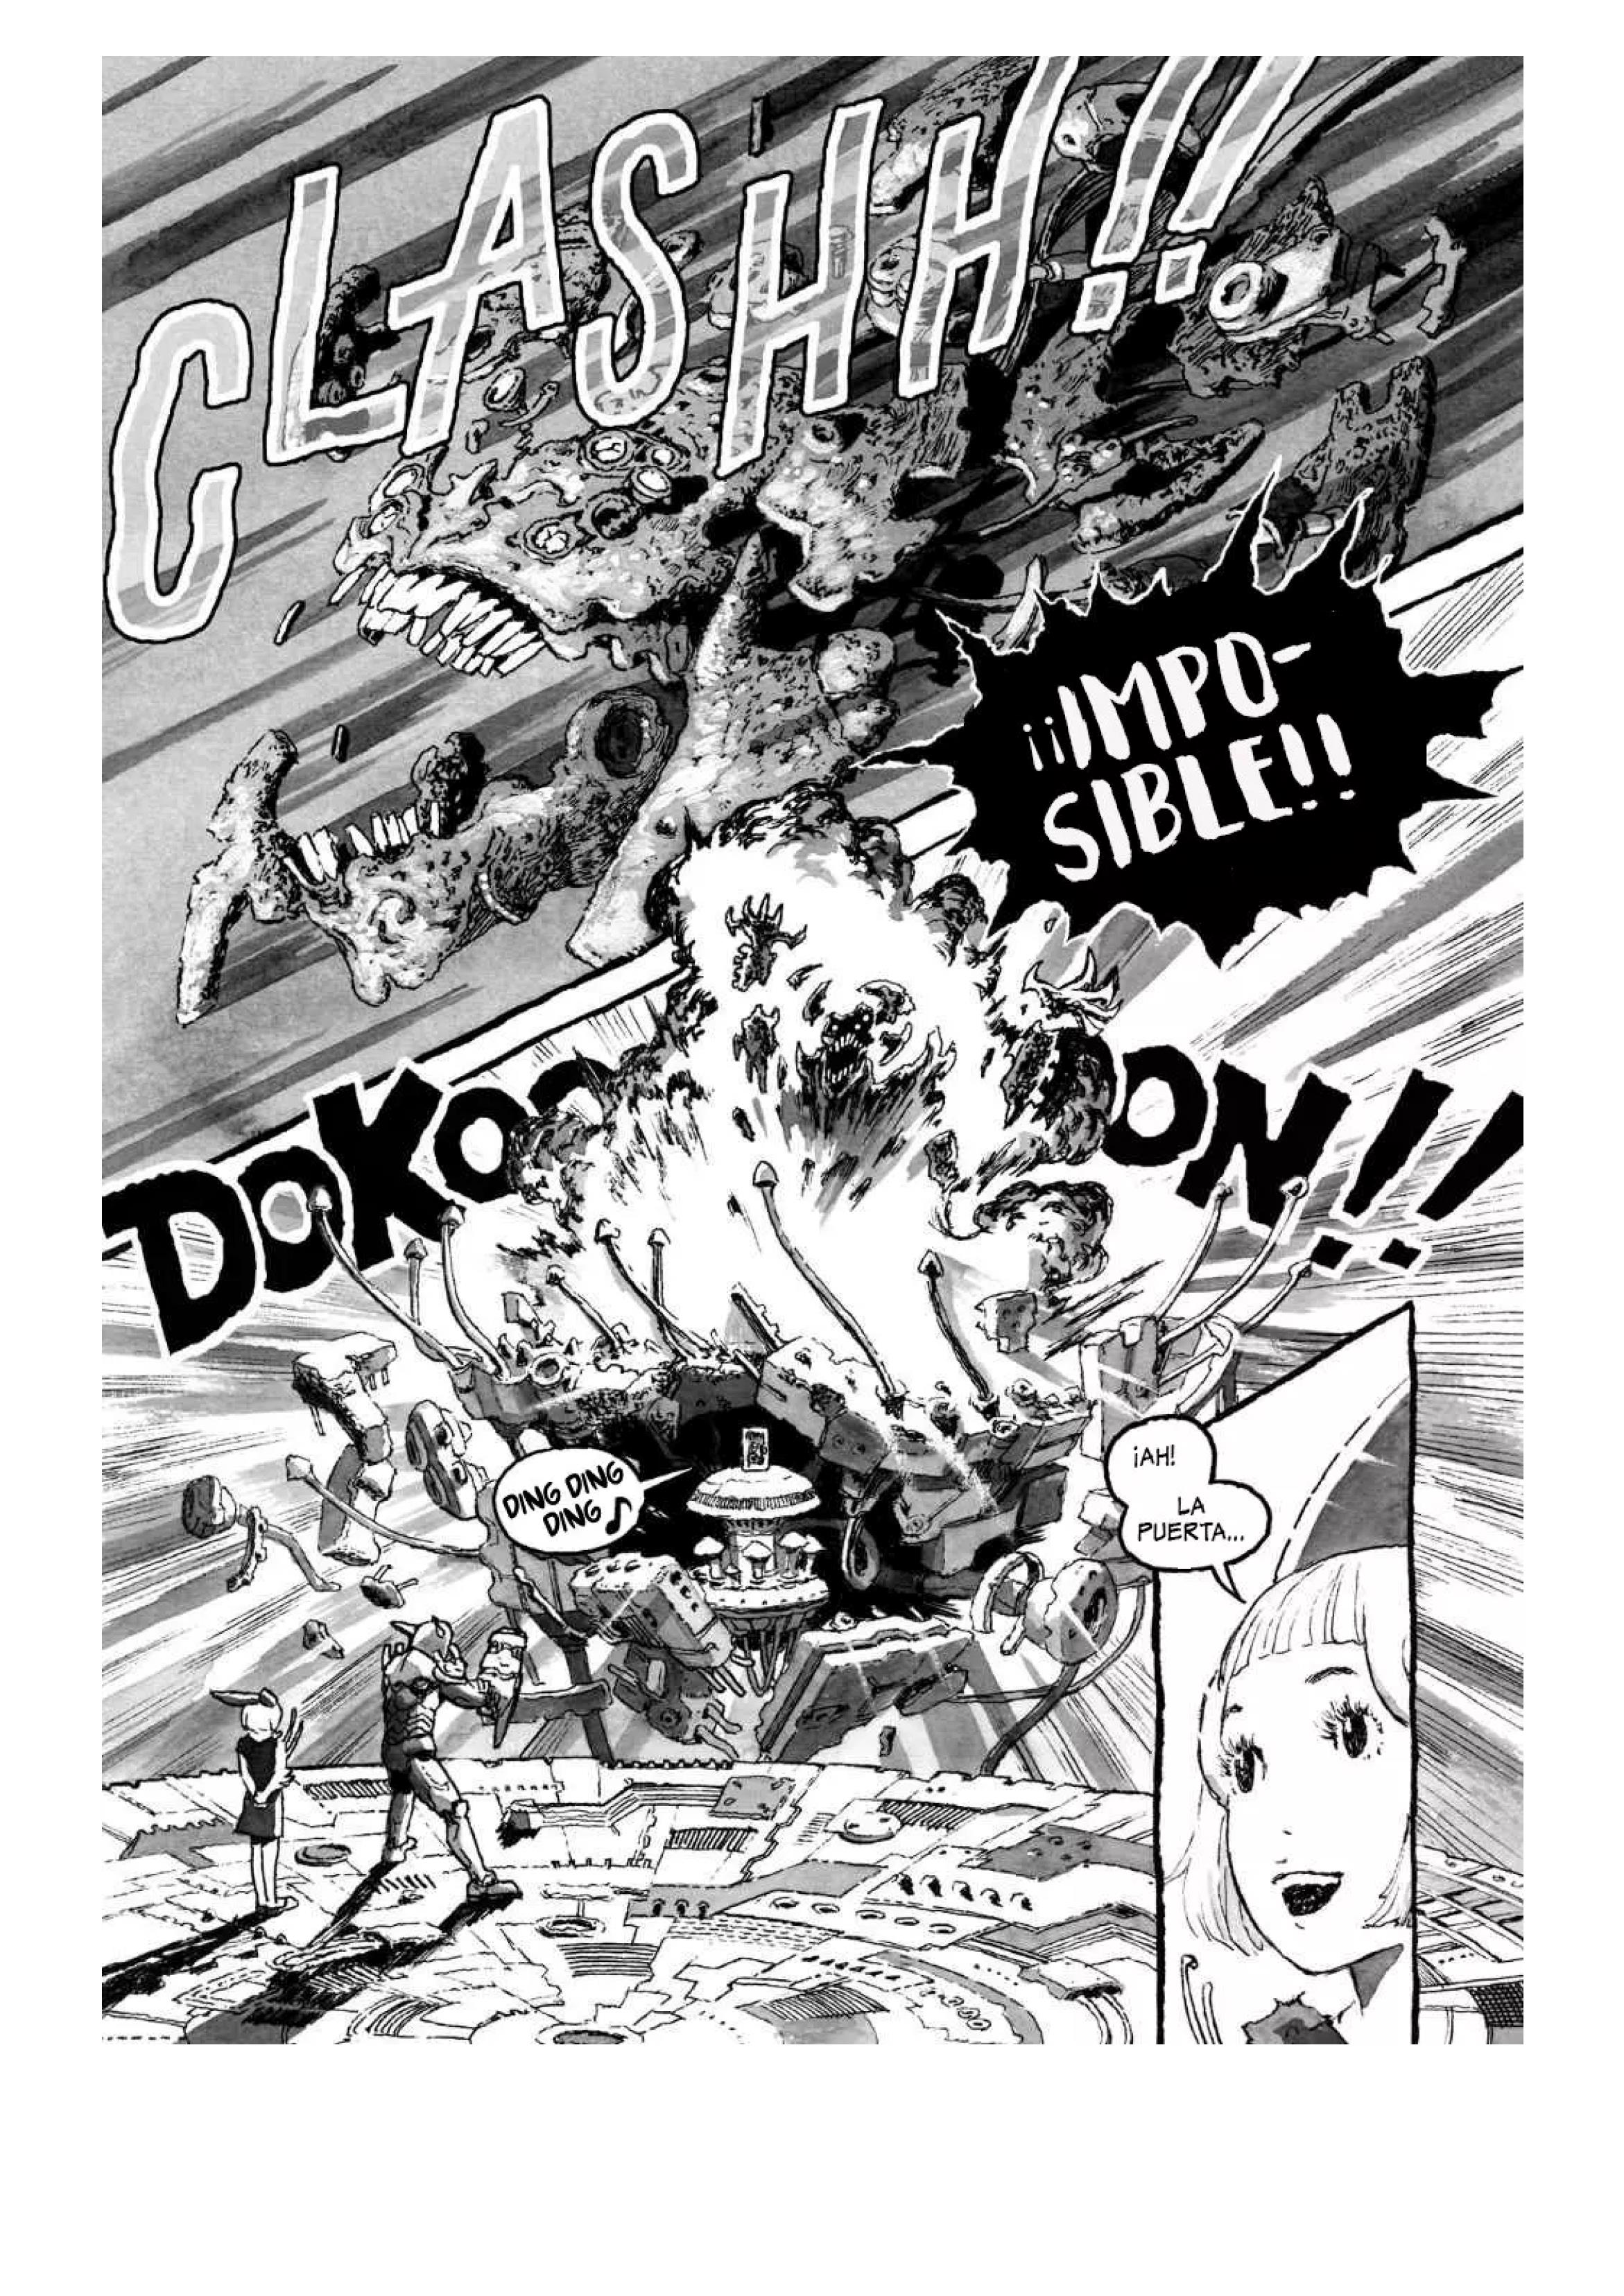 CLASHH!!
¡¡IMPO-
SIBLE!!
DOKO
ON!!
DING DING
DING ♪
¡AH!
LA
PUERTA...